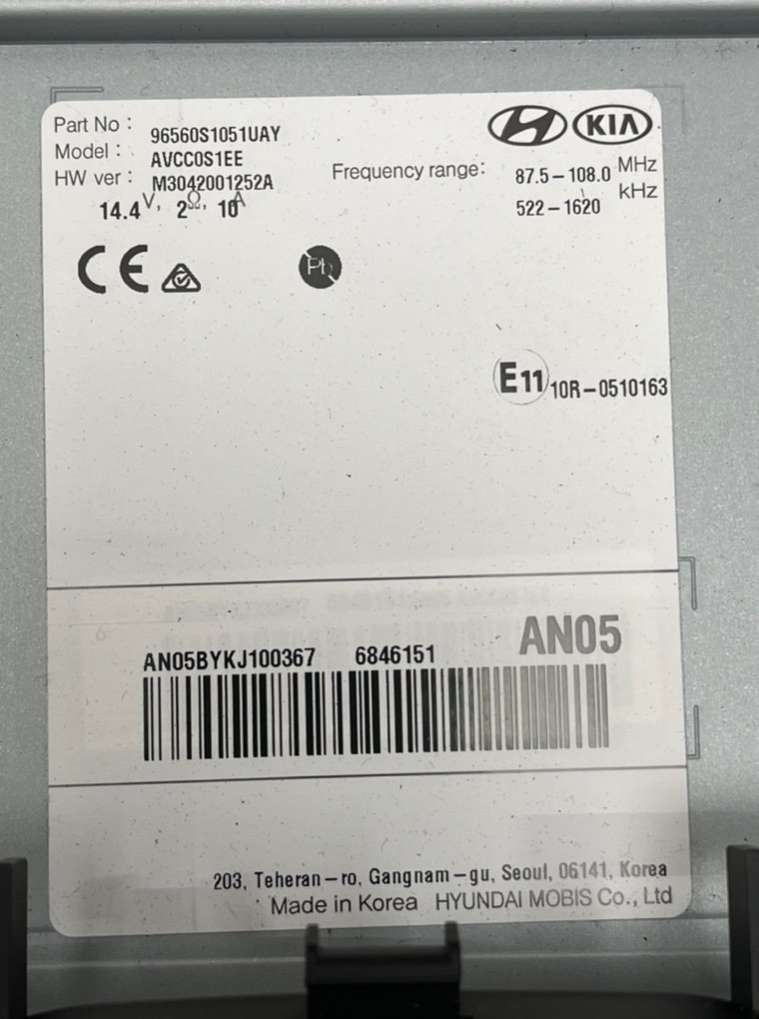 Part No : 96560S1051UAY
Model : AVCC0S1EE
HW ver : M3042001252A
14.4V, 2Ω, 10A
KIA
Frequency range: 87.5-108.0 MHz
522-1620 kHz
CE
Pb
E11 10R-0510163
AN05
AN05BYKJ100367 6846151
203, Teheran-ro, Gangnam-gu, Seoul, 06141, Korea
Made in Korea HYUNDAI MOBIS Co., Ltd